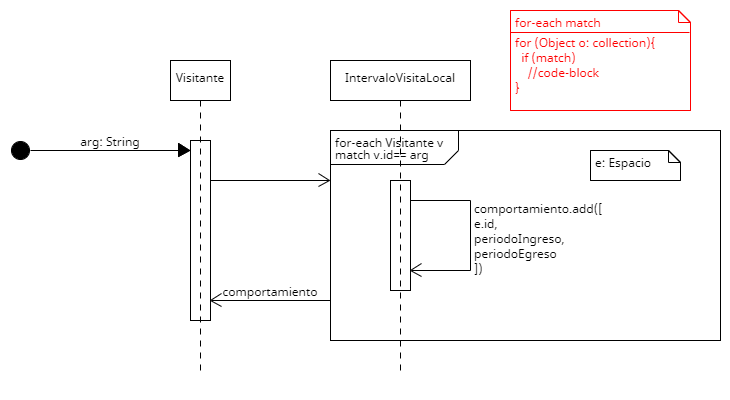 for-each match
for (Object o: collection){
if (match)
//code-block
}
Visitante
IntervaloVisitaLocal
arg: String
for-each Visitante v
match v.id== arg
e: Espacio
comportamiento.add([
e.id,
periodoIngreso,
periodoEgreso
])
comportamiento